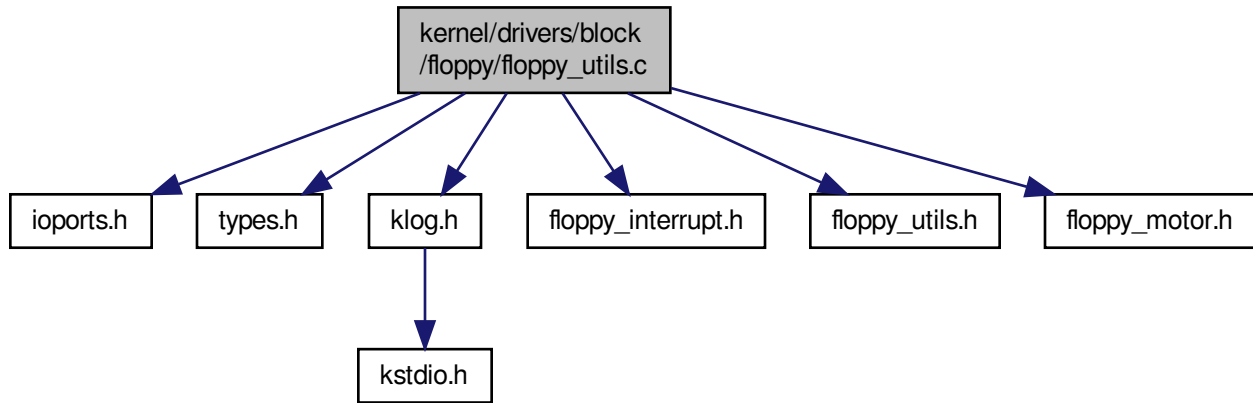 kernel/drivers/block
/floppy/floppy_utils.c
ioports.h
types.h
klog.h
floppy_interrupt.h
floppy_utils.h
floppy_motor.h
kstdio.h